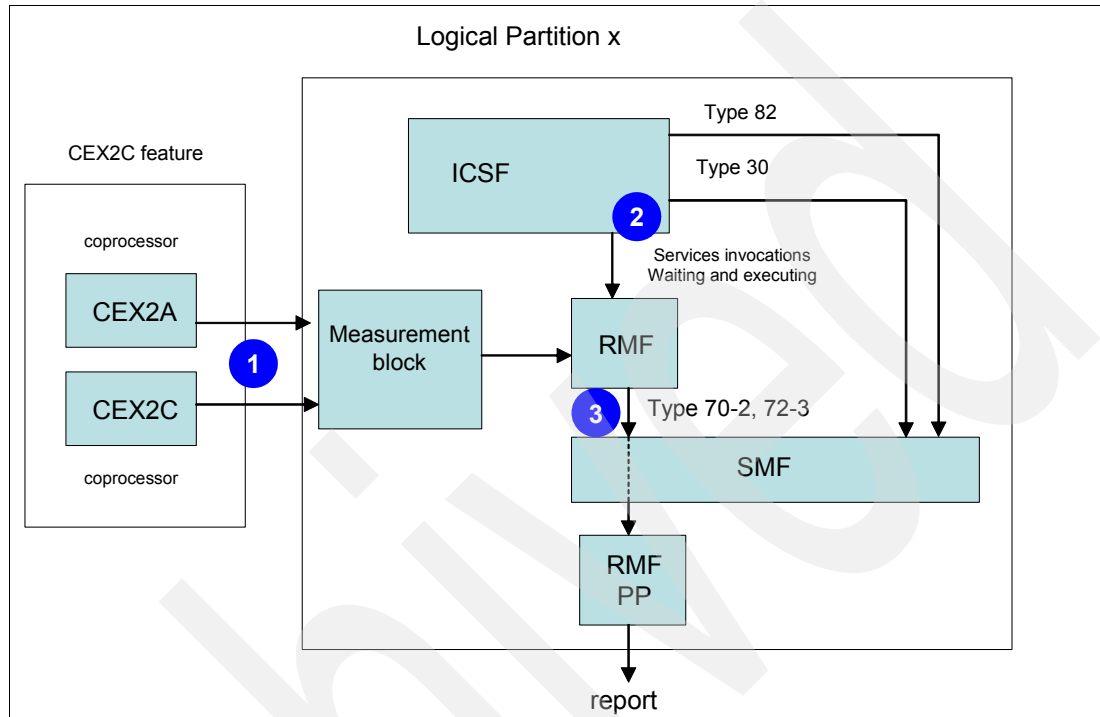 Logical Partition x
Type 82
CEX2C feature
ICSF
Type 30
2
coprocessor
Services invocations
Waiting and executing
CEX2A
Measurement
block
RMF
1
CEX2C
3
Type 70-2, 72-3
coprocessor
SMF
RMF
PP
report
hived